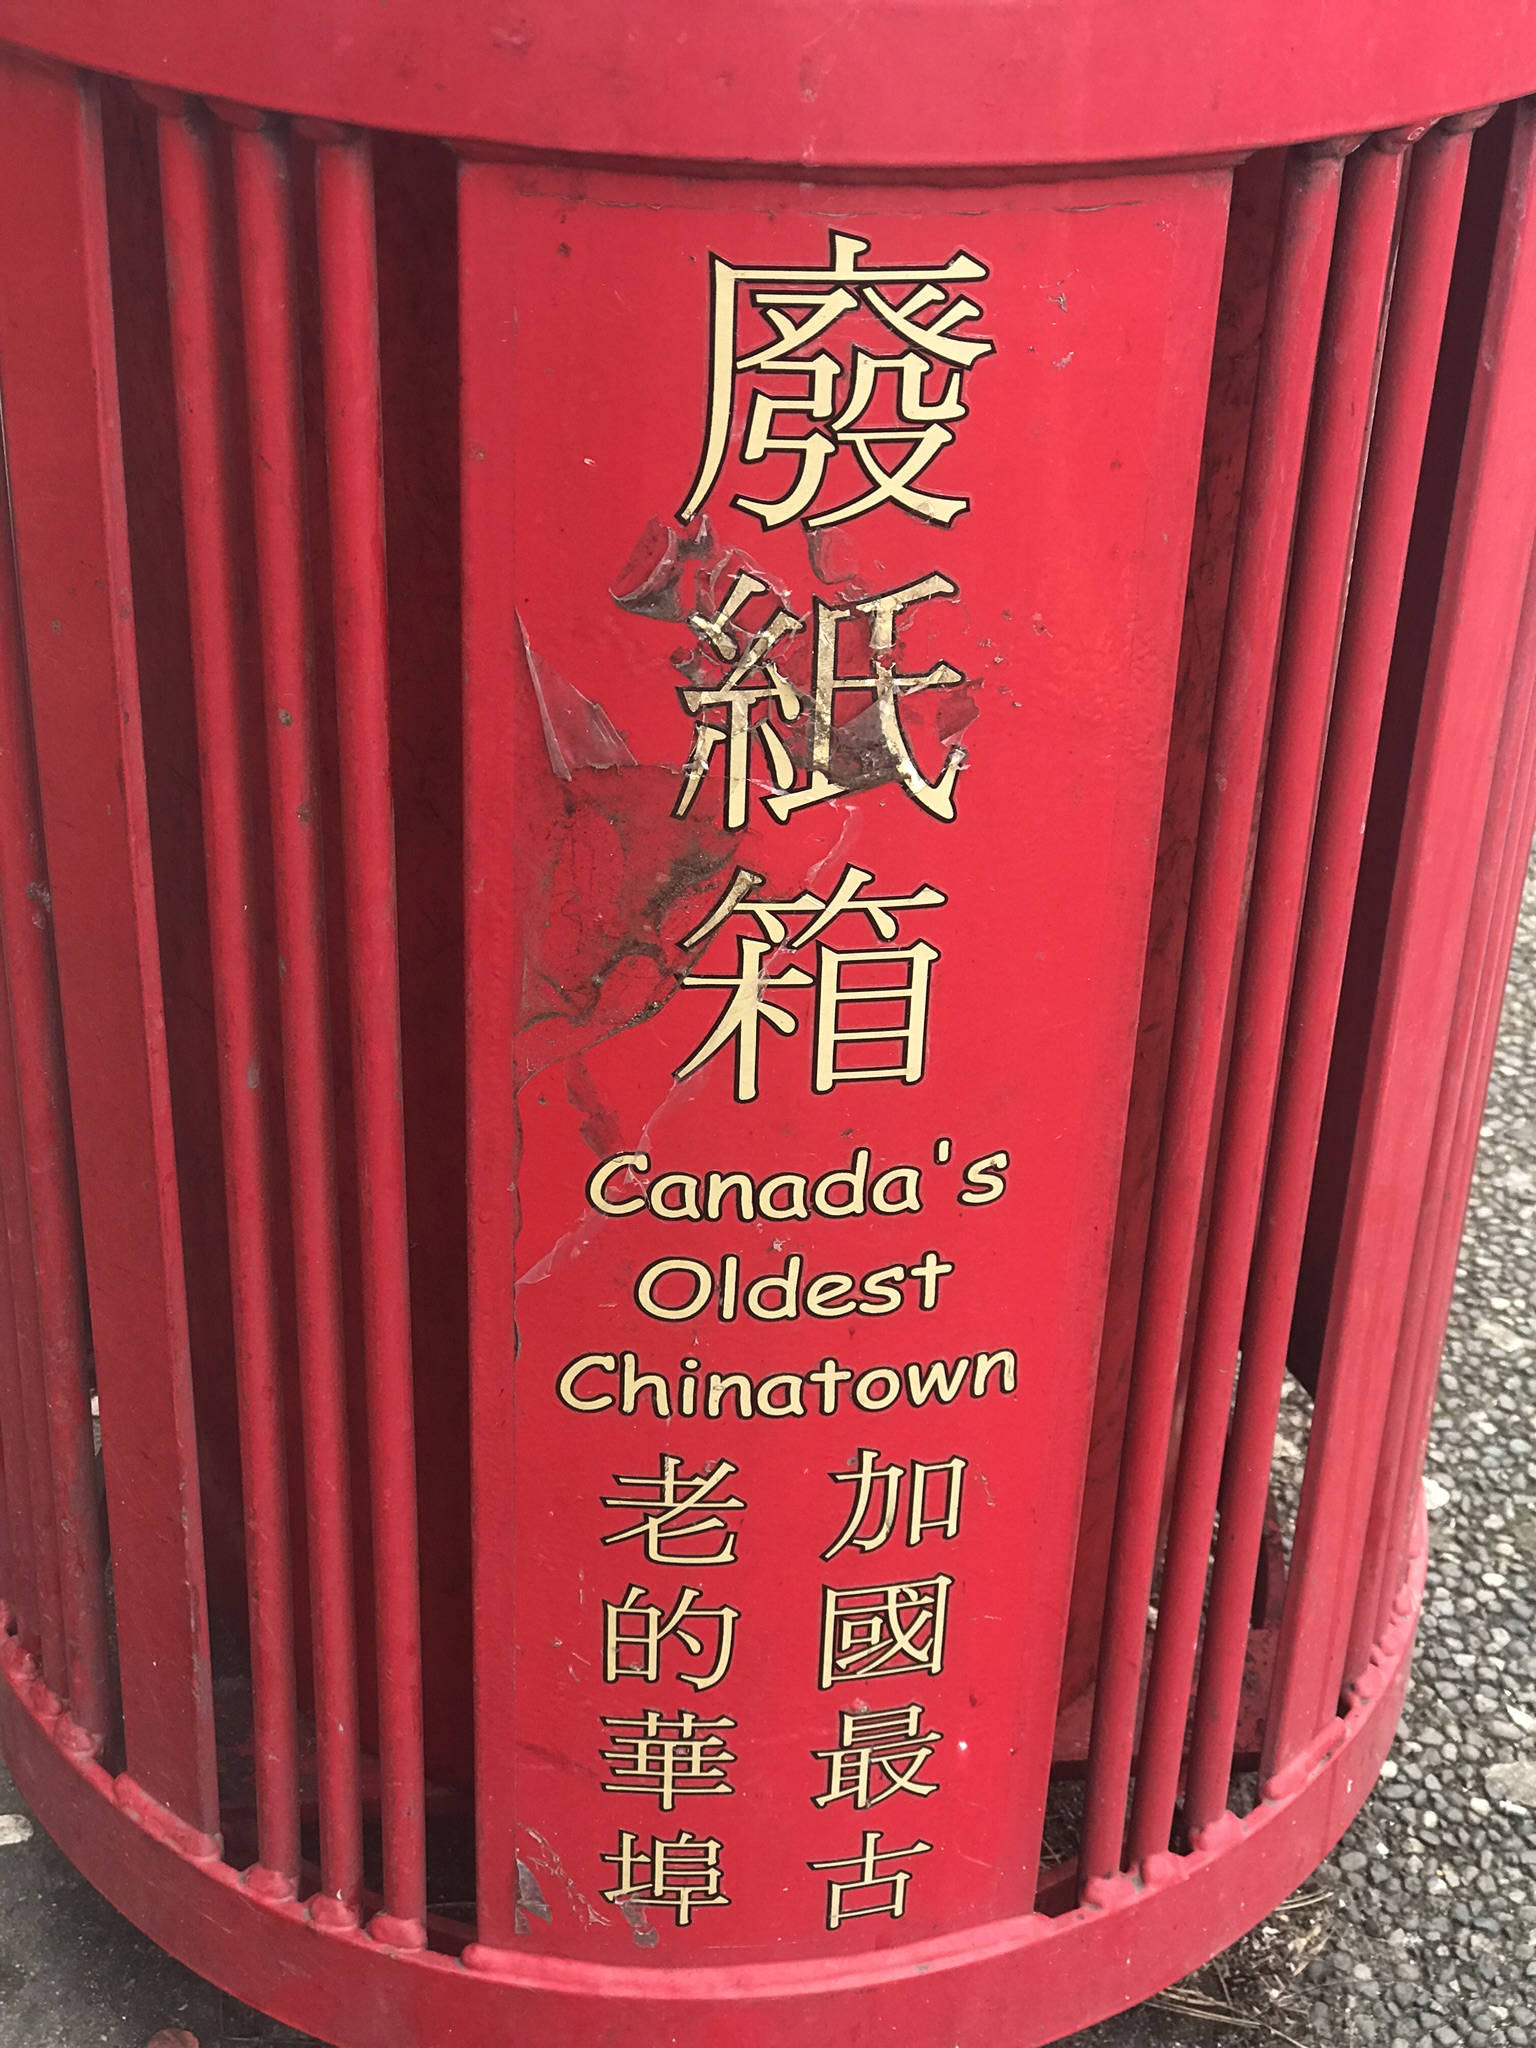 廢紙箱
Canada's
Oldest
Chinatown
加國最古
老的華埠